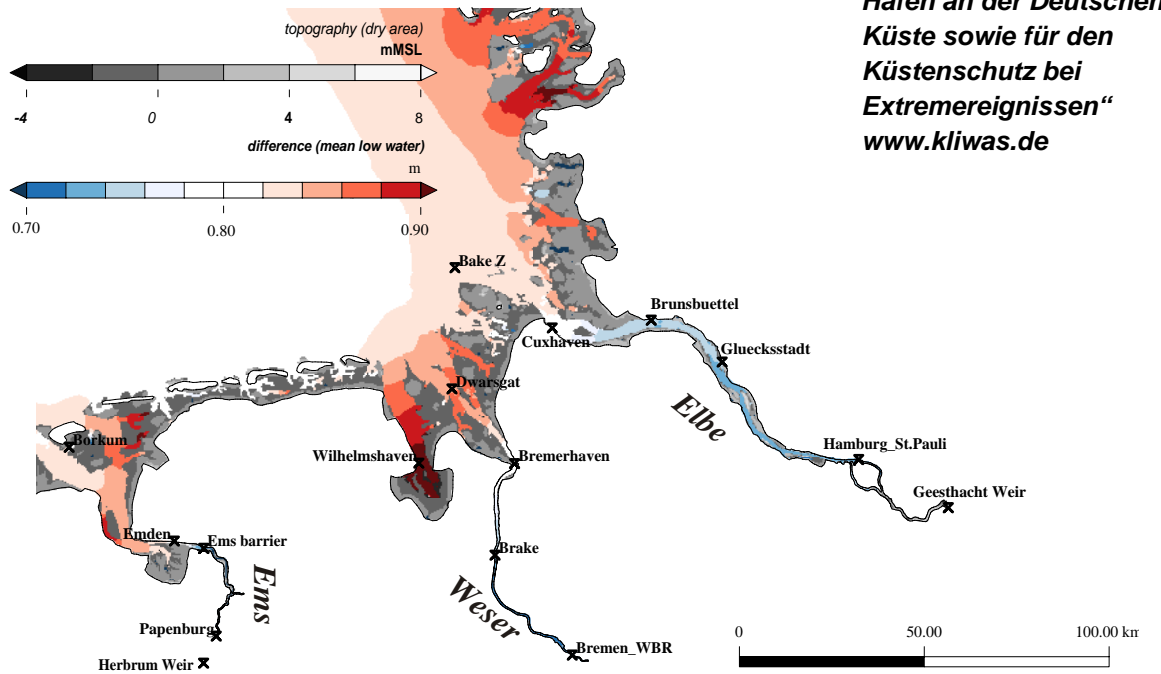 Häfen an der Deutschen
Küste sowie für den
Küstenschutz bei
Extremereignissen“
www.kliwas.de
topography (dry area)
mMSL
-4 0 4 8
difference (mean low water)
m
0.70 0.80 0.90
Bake Z
Brunsbuettel
Cuxhaven
Gluecksstadt
Dwarsgat
Elbe
Borkum
Hamburg_St.Pauli
Wilhelmshaven
Bremerhaven
Geesthacht Weir
Emden
Ems barrier
Brake
Ems
Weser
Papenburg
Bremen_WBR
Herbrum Weir
0 50.00 100.00 km